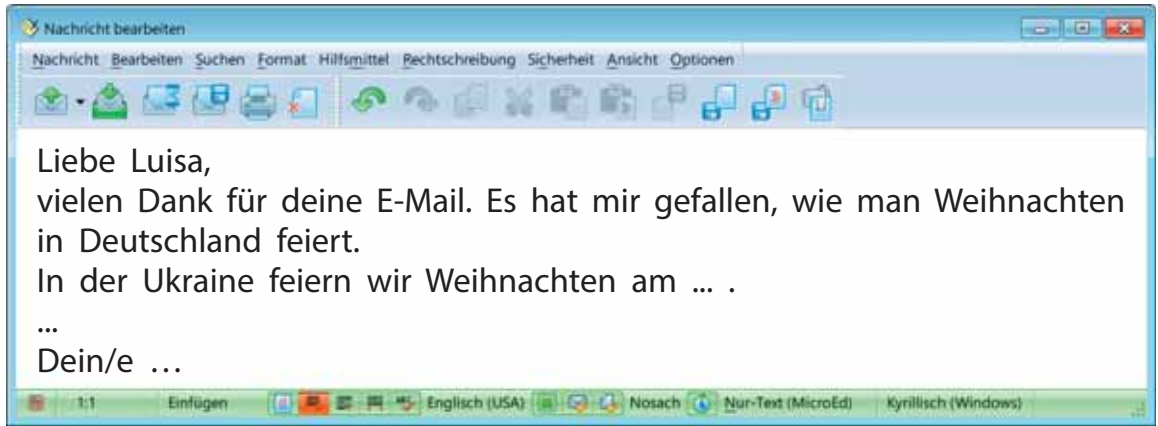 Nachricht bearbeiten
Nachricht Bearbeiten Suchen Format Hilfsmittel Rechtschreibung Sicherheit Ansicht Optionen
Liebe Luisa,
vielen Dank für deine E-Mail. Es hat mir gefallen, wie man Weihnachten
in Deutschland feiert.
In der Ukraine feiern wir Weihnachten am ... .
...
Dein/e ...
1:1 Einfügen Englisch (USA) Nosach Nur-Text (MicroEd) Kyrillisch (Windows)